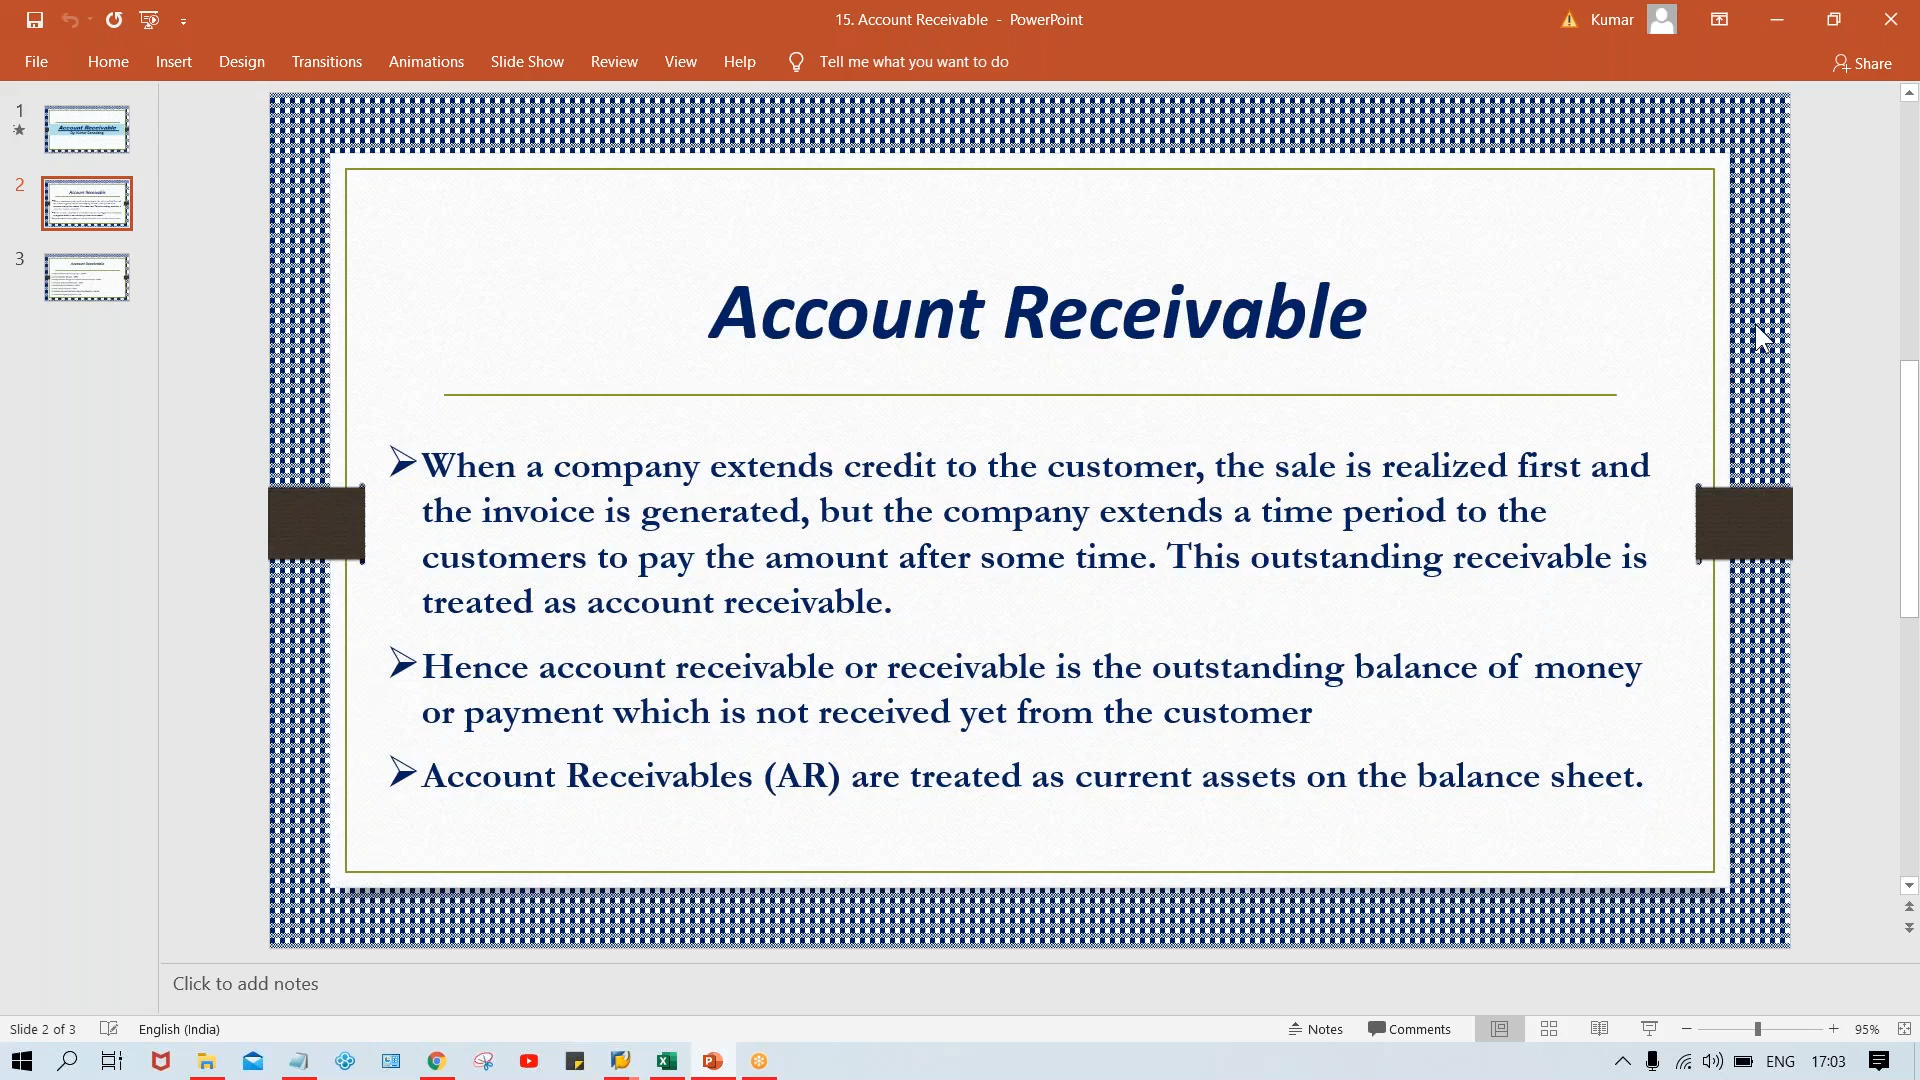 15. Account Receivable - PowerPoint
Kumar
File Home Insert Design Transitions Animations Slide Show Review View Help Tell me what you want to do
Share
1
Account Receivable
2
Account Receivable
3
Account Receivable
Account Receivable
When a company extends credit to the customer, the sale is realized first and
the invoice is generated, but the company extends a time period to the
customers to pay the amount after some time. This outstanding receivable is
treated as account receivable.
Hence account receivable or receivable is the outstanding balance of money
or payment which is not received yet from the customer
Account Receivables (AR) are treated as current assets on the balance sheet.
Click to add notes
Slide 2 of 3 English (India) Notes Comments 95%
ENG 17:03